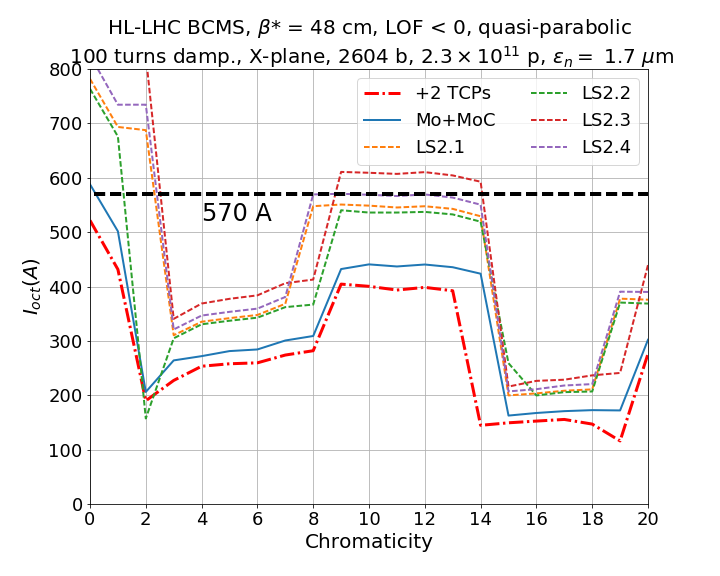 HL-LHC BCMS, β* = 48 cm, LOF < 0, quasi-parabolic
100 turns damp., X-plane, 2604 b, 2.3 × 10¹¹ p, εₙ = 1.7 μm
+2 TCPs
Mo+MoC
LS2.1
LS2.2
LS2.3
LS2.4
570 A
I_oct(A)
800
700
600
500
400
300
200
100
0
0 2 4 6 8 10 12 14 16 18 20
Chromaticity